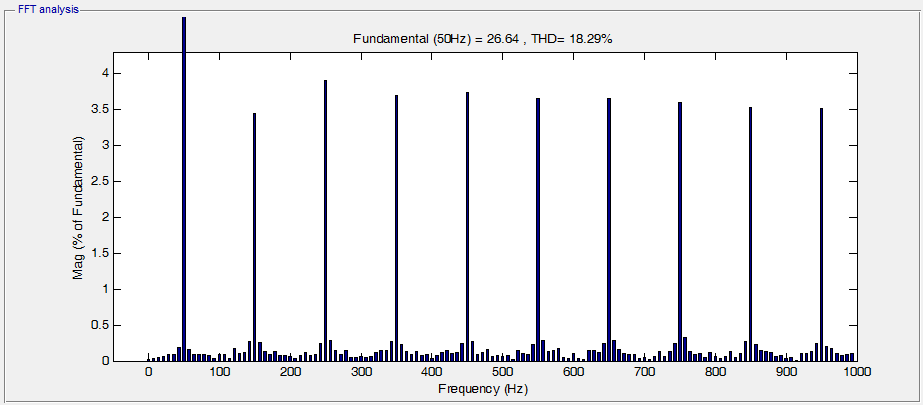 FFT analysis
Fundamental (50Hz) = 26.64 , THD= 18.29%
Mag (% of Fundamental)
4
3.5
3
2.5
2
1.5
1
0.5
0
0 100 200 300 400 500 600 700 800 900 1000
Frequency (Hz)